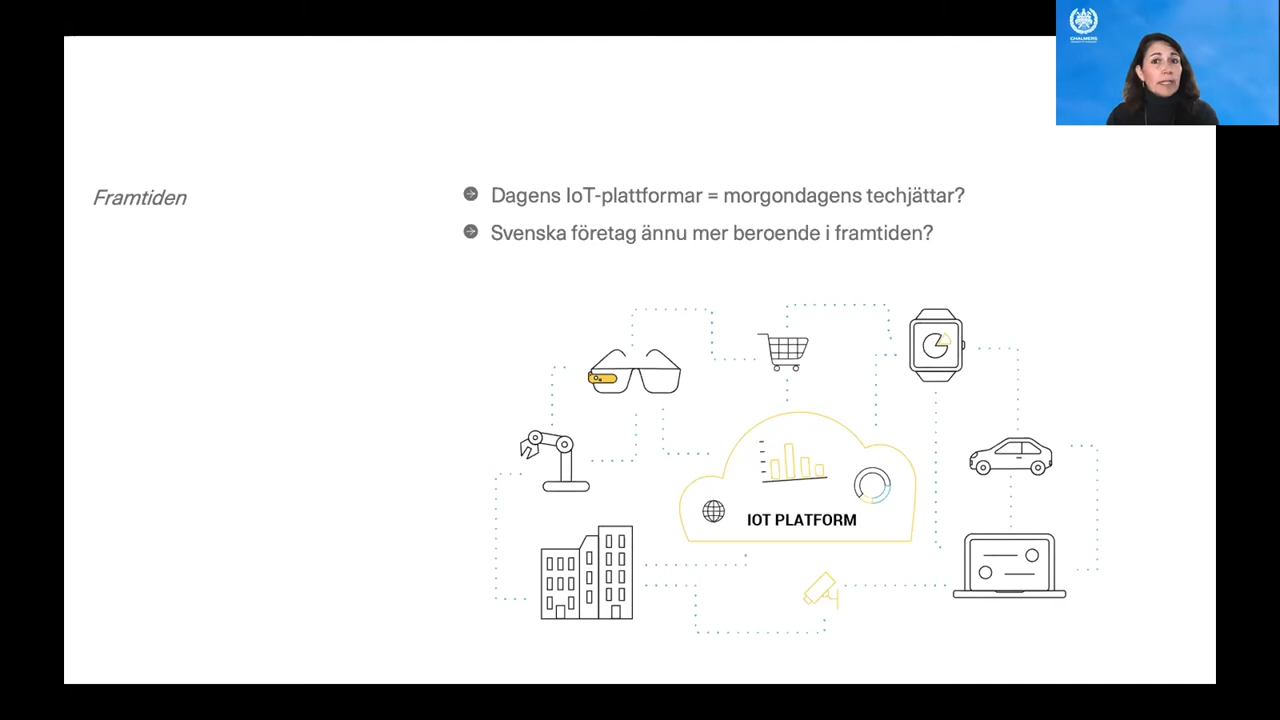 CHALMERS
Framtiden
Dagens IoT-plattformar = morgondagens techjättar?
Svenska företag ännu mer beroende i framtiden?
IOT PLATFORM